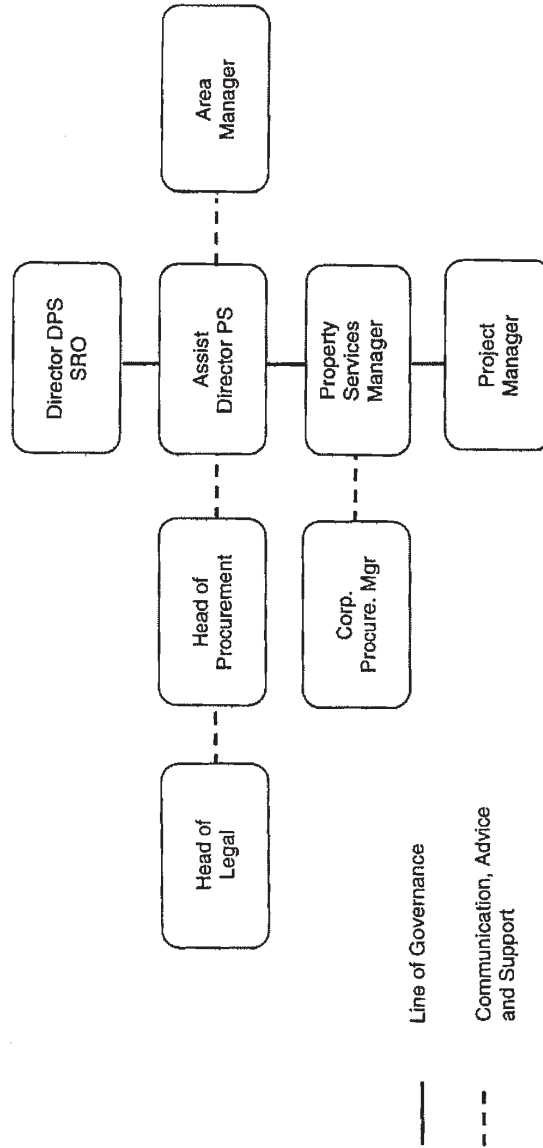 Director DPS
SRO
Head of
Legal
Head of
Procurement
Assist
Director PS
Area
Manager
Corp.
Procure. Mgr
Property
Services
Manager
Project
Manager
Line of Governance
Communication, Advice
and Support